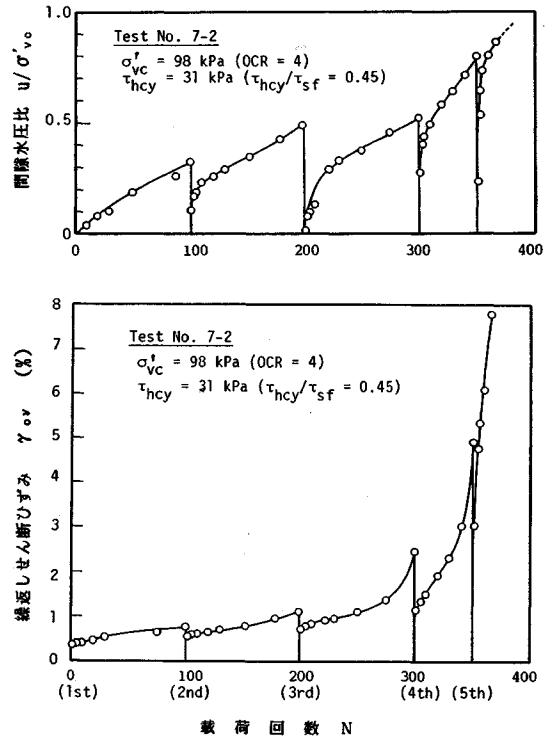 1.0
0.5
0
間隙水圧比 u/σ'vo
Test No. 7-2
σ'vc = 98 kPa (OCR = 4)
τhcy = 31 kPa (τhcy/τsf = 0.45)
0 100 200 300 400
8
7
6
5
4
3
2
1
0
繰返しせん断ひずみ γcy (%)
Test No. 7-2
σ'vc = 98 kPa (OCR = 4)
τhcy = 31 kPa (τhcy/τsf = 0.45)
0 100 200 300 400
(1st) (2nd) (3rd) (4th) (5th)
載荷回数 N